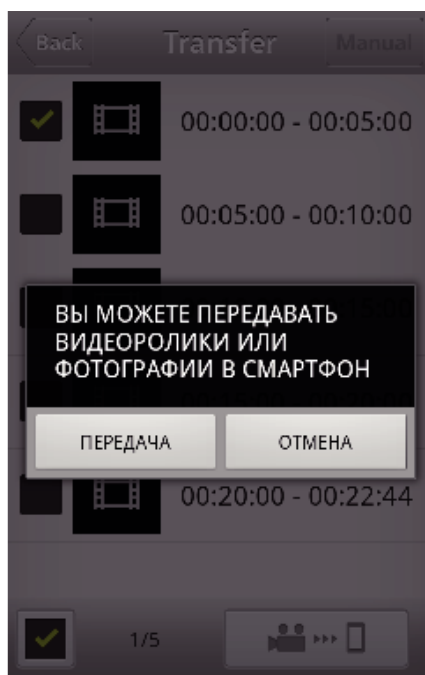 Back Transfer Manual
00:00:00 - 00:05:00
00:05:00 - 00:10:00
ВЫ МОЖЕТЕ ПЕРЕДАВАТЬ
ВИДЕОРОЛИКИ ИЛИ
ФОТОГРАФИИ В СМАРТФОН
ПЕРЕДАЧА ОТМЕНА
00:20:00 - 00:22:44
1/5